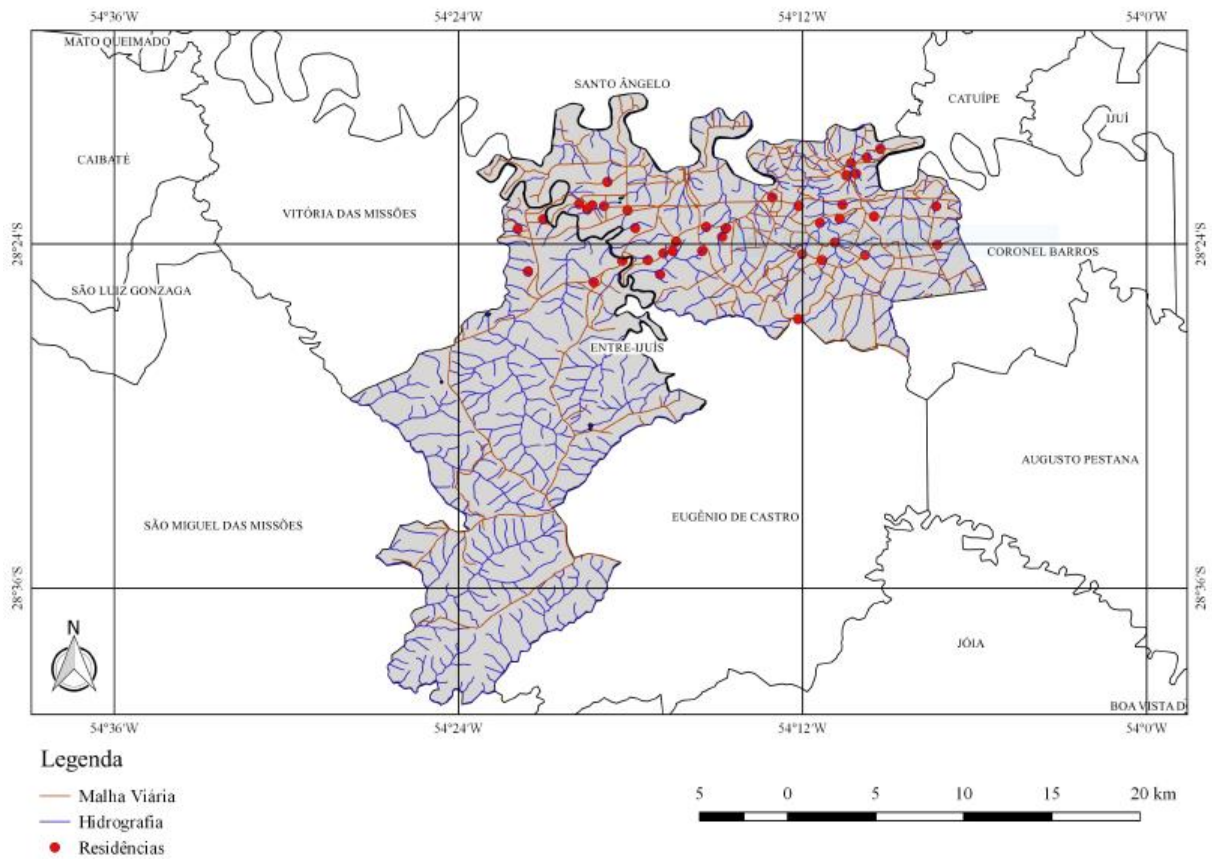 54°36'W 54°24'W 54°12'W 54°0'W
MATO QUEIMADO
SANTO ÂNGELO
CATUÍPE
IJUÍ
CAIBATÉ
VITÓRIA DAS MISSÕES
28°24'S
28°24'S
CORONEL BARROS
SÃO LUIZ GONZAGA
ENTRE-IJUÍS
AUGUSTO PESTANA
SÃO MIGUEL DAS MISSÕES
EUGÊNIO DE CASTRO
28°36'S
28°36'S
N
JÓIA
BOA VISTA D
54°36'W 54°24'W 54°12'W 54°0'W
Legenda
Malha Viária
Hidrografia
Residências
5 0 5 10 15 20 km